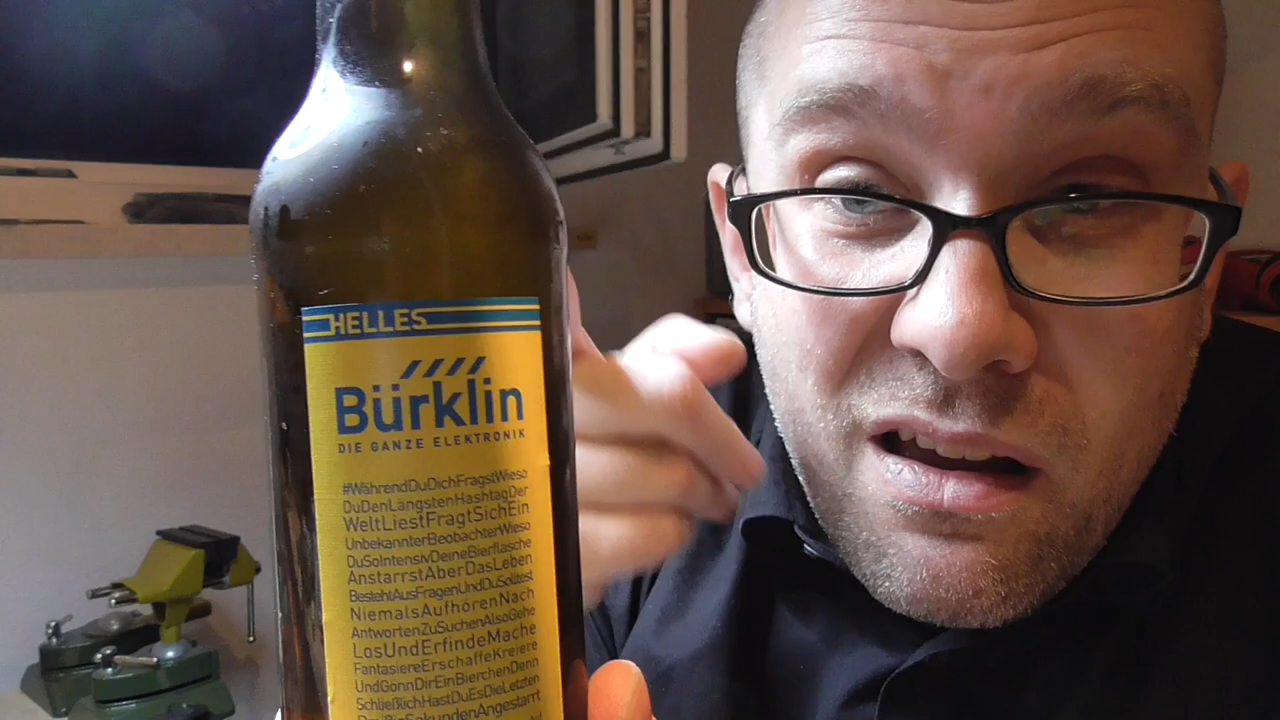 HELLES
Bürklin
DIE GANZE ELEKTRONIK
#WährendDuDichFragstWieso
DuDenLängstenHashtagDer
WeltLiestFragtSichEin
UnbekannterBeobachterWieso
DuSoIntensivDeineBierflasche
AnstarrstAberDasLeben
BestehtAusFragenUndDuSolltest
NiemalsAufhörenNach
AntwortenZuSuchenAlsoGehe
LosUndErfindeMache
FantasiereErschaffeKreiere
UndGönnDirEinBierchenDenn
SchließlichHastDuEsDieLetzten